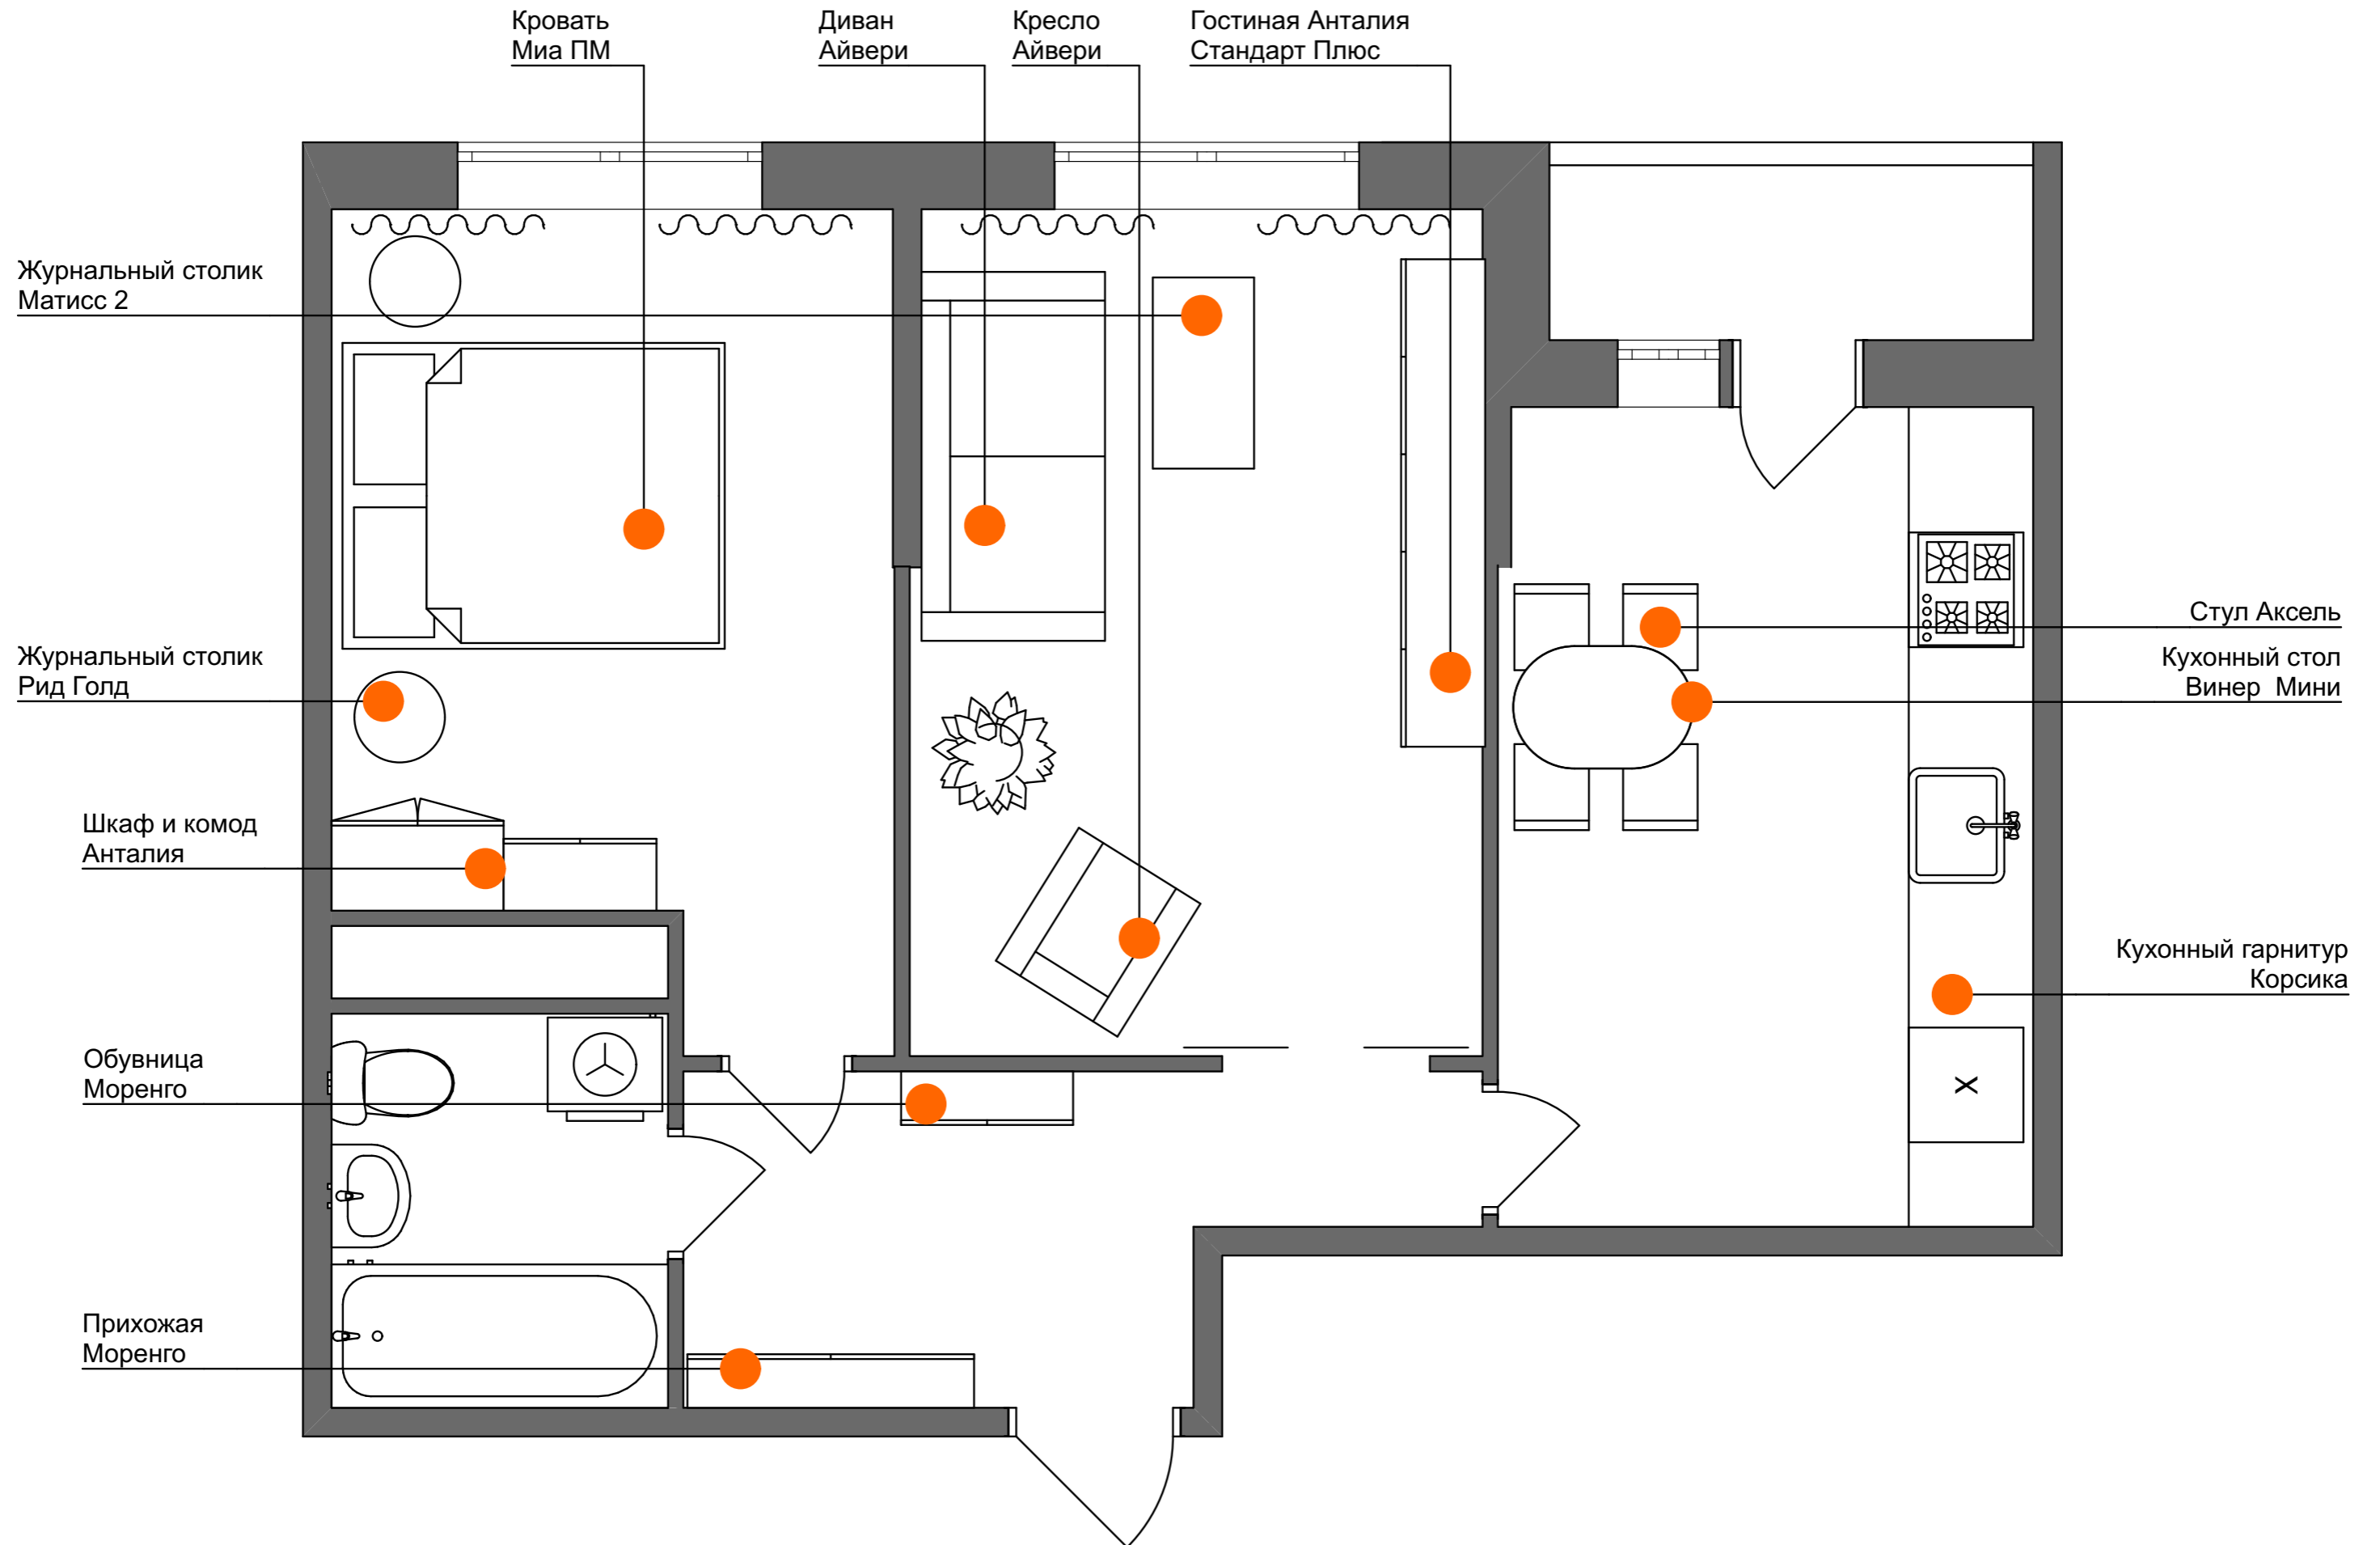 Кровать
Миа ПМ
Диван
Айвери
Кресло
Айвери
Гостиная Анталия
Стандарт Плюс
Журнальный столик
Матисс 2
Стул Аксель
Журнальный столик
Рид Голд
Кухонный стол
Винер Мини
Шкаф и комод
Анталия
Кухонный гарнитур
Корсика
Обувница
Моренго
X
Прихожая
Моренго